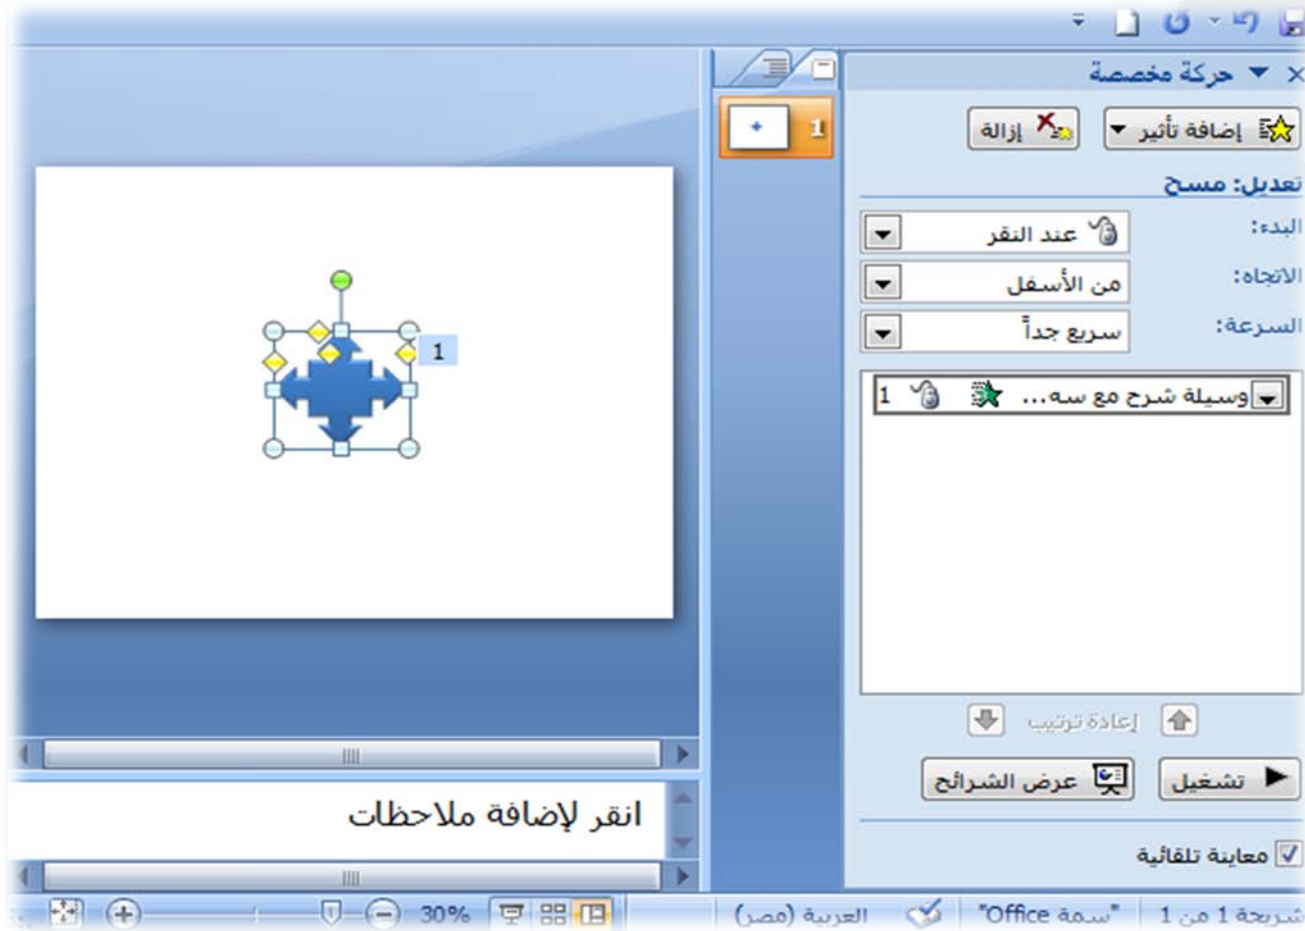 حركة مخصصة
إضافة تأثير
إزالة
تعديل: مسح
البدء:
عند النقر
الاتجاه:
من الأسفل
السرعة:
سريع جداً
وسيلة شرح مع سه... 1
إعادة ترتيب
تشغيل
عرض الشرائح
معاينة تلقائية
1
1
انقر لإضافة ملاحظات
شريحة 1 من 1
"سمة Office"
العربية (مصر)
30%